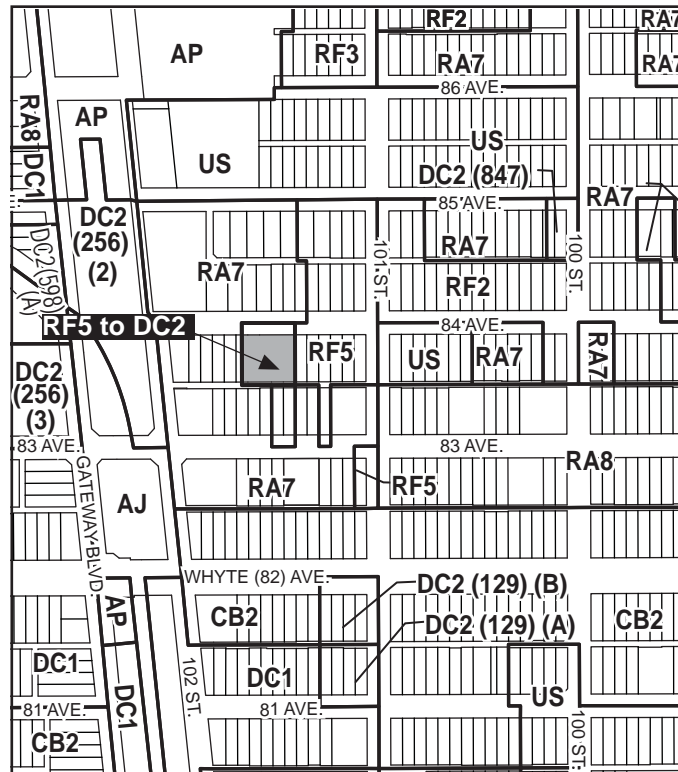 RF2
RA7
AP
RF3
RA7
RA7
86 AVE.
RA8
DC1
AP
US
US
DC2 (847)
RA7
85 AVE.
E.
DC2
(256)
(2)
DC2 (598)
(A)
RA7
RA7
101 ST.
100 ST.
RF2
RF5 to DC2
84 AVE.
RF5
US
RA7
RA7
DC2
(256)
(3)
83 AVE.
83 AVE.
RA8
GATEWAY BLVD.
AJ
RA7
RF5
WHYTE (82) AVE.
AP
CB2
DC2 (129) (B)
DC2 (129) (A)
CB2
DC1
DC1
102 ST.
DC1
US
81 AVE.
81 AVE.
100 ST.
CB2